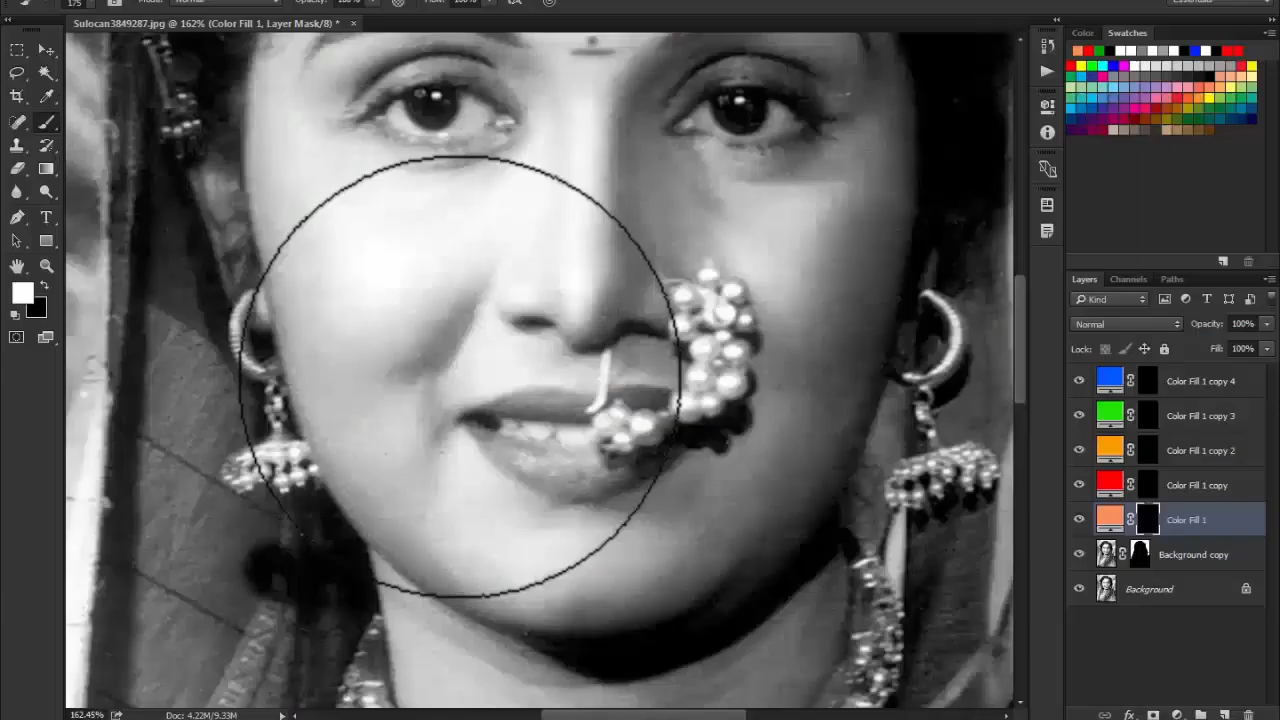 175
Sulocan3849287.jpg @ 162% (Color Fill 1, Layer Mask/8) * ×
Color Swatches
Layers Channels Paths
Kind
Normal Opacity: 100%
Lock: Fill: 100%
Color Fill 1 copy 4
Color Fill 1 copy 3
Color Fill 1 copy 2
Color Fill 1 copy
Color Fill 1
Background copy
Background
162.45% Doc: 4.22M/9.33M